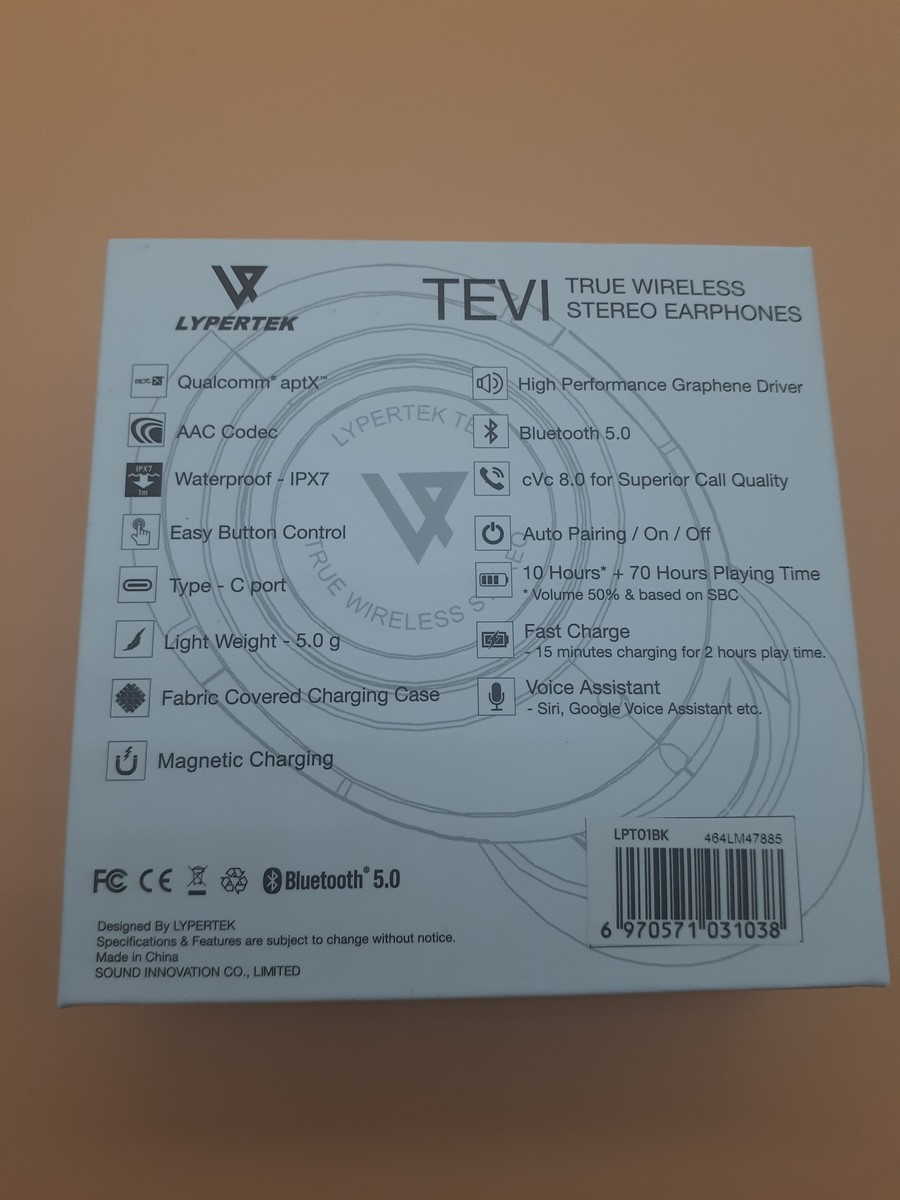 LYPERTEK
TEVI TRUE WIRELESS
STEREO EARPHONES
aptX
Qualcomm® aptX™
AAC Codec
IPX7
1m
Waterproof - IPX7
Easy Button Control
Type - C port
Light Weight - 5.0 g
Fabric Covered Charging Case
Magnetic Charging
High Performance Graphene Driver
Bluetooth 5.0
cVc 8.0 for Superior Call Quality
Auto Pairing / On / Off
10 Hours* + 70 Hours Playing Time
* Volume 50% & based on SBC
Fast Charge
- 15 minutes charging for 2 hours play time.
Voice Assistant
- Siri, Google Voice Assistant etc.
LYPERTEK TE
TRUE WIRELESS S EO
FC CE Bluetooth® 5.0
Designed By LYPERTEK
Specifications & Features are subject to change without notice.
Made in China
SOUND INNOVATION CO., LIMITED
LPT01BK 464LM47885
6 970571 031038